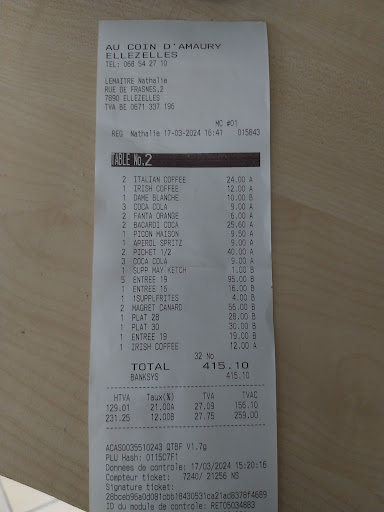 AU COIN D'AMAURY
ELLEZELLES
TEL: 068 54 27 10
LEMAITRE Nathalie
RUE DE FRASNES,2
7890 ELLEZELLES
TVA BE 0671 337 196
MC #01
REG Nathalie 17-03-2024 16:41 015843
TABLE No.2
2 ITALIAN COFFEE 24.00 A
1 IRISH COFFEE 12.00 A
1 DAME BLANCHE 10.00 B
3 COCA COLA 9.00 A
2 FANTA ORANGE 6.00 A
2 BACARDI COCA 25.60 A
1 PICON MAISON 9.50 A
1 APEROL SPRITZ 9.00 A
2 PICHET 1/2 40.00 A
3 COCA COLA 9.00 A
1 SUPP MAY KETCH 1.00 B
5 ENTREE 19 95.00 B
1 ENTREE 16 16.00 B
1 1SUPPLFRITES 4.00 B
2 MAGRET CANARD 56.00 B
1 PLAT 28 28.00 B
1 PLAT 30 30.00 B
1 ENTREE 19 19.00 B
1 IRISH COFFEE 12.00 A
32 No
TOTAL 415.10
BANKSYS 415.10
HTVA Taux(%) TVA TVAC
129.01 21.00A 27.09 156.10
231.25 12.00B 27.75 259.00
ACAS0035510243 QTBF V1.7g
PLU Hash: 0115C7F1
Données de controle: 17/03/2024 15:20:16
Compteur ticket: 7240/ 21256 NS
Signature ticket:
ID du module de controle: RET05034883